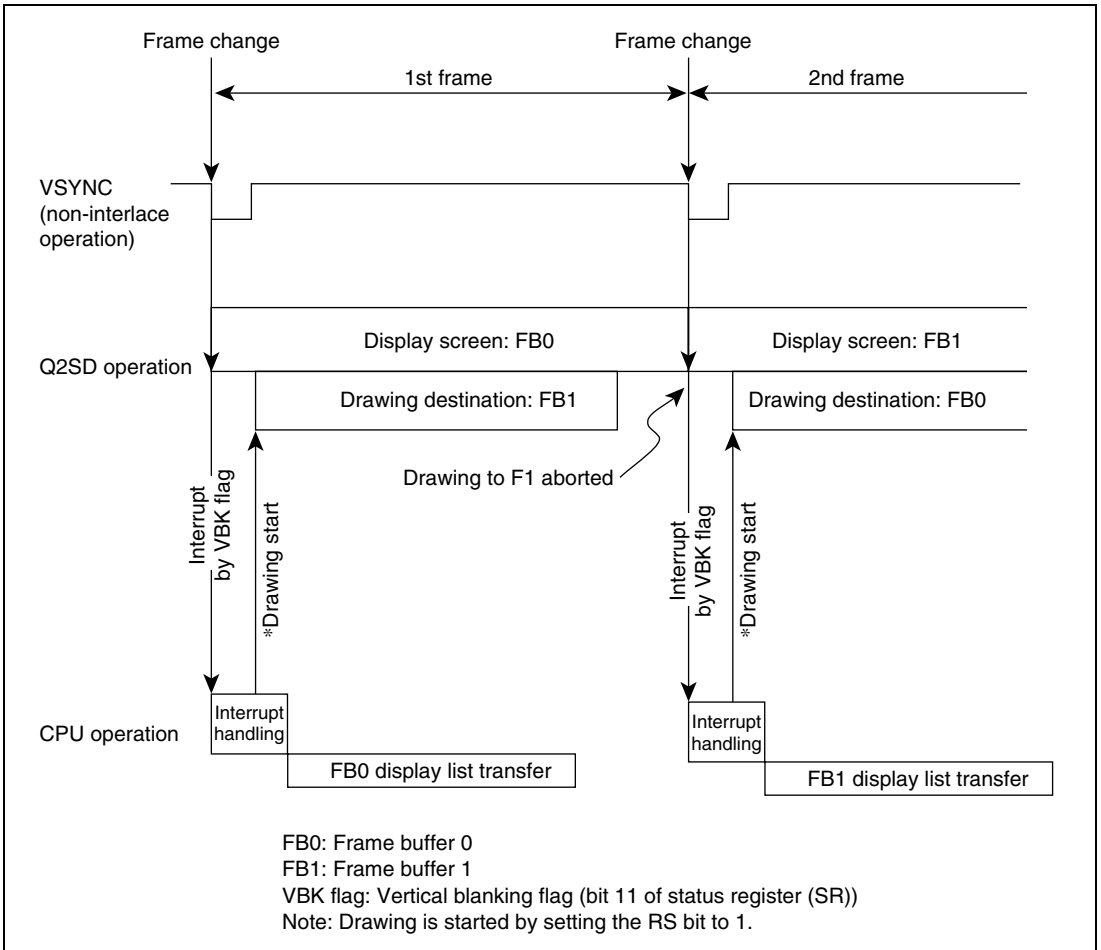 Frame change
Frame change
1st frame
2nd frame
VSYNC
(non-interlace
operation)
Display screen: FB0
Display screen: FB1
Q2SD operation
Drawing destination: FB1
Drawing destination: FB0
Drawing to F1 aborted
Interrupt
by VBK flag
*Drawing start
Interrupt
by VBK flag
*Drawing start
Interrupt
handling
Interrupt
handling
CPU operation
FB0 display list transfer
FB1 display list transfer
FB0: Frame buffer 0
FB1: Frame buffer 1
VBK flag: Vertical blanking flag (bit 11 of status register (SR))
Note: Drawing is started by setting the RS bit to 1.